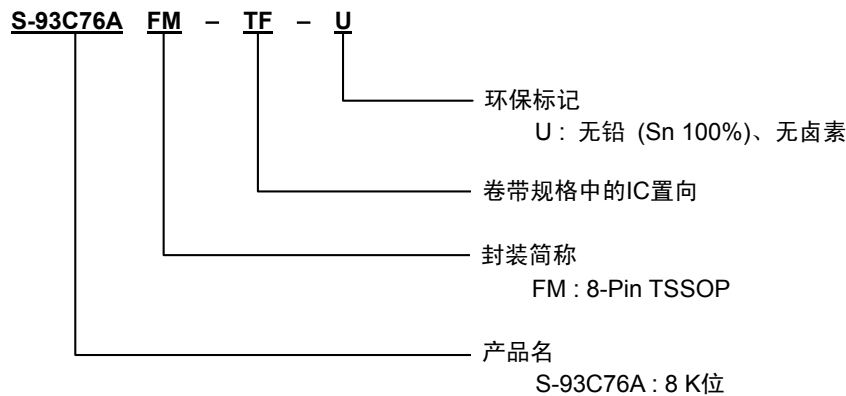 S-93C76A FM – TF – U
环保标记
U : 无铅 (Sn 100%)、无卤素
卷带规格中的IC置向
封装简称
FM : 8-Pin TSSOP
产品名
S-93C76A : 8 K位